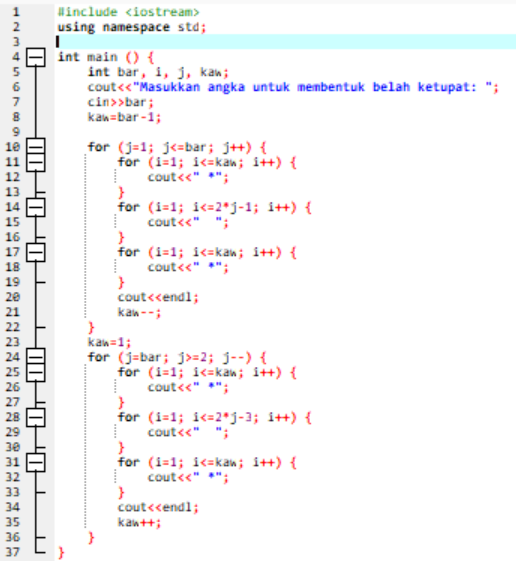 1 #include <iostream>
2 using namespace std;
3
4 int main () {
5 int bar, i, j, kaw;
6 cout<<"Masukkan angka untuk membentuk belah ketupat: ";
7 cin>>bar;
8 kaw=bar-1;
9
10 for (j=1; j<=bar; j++) {
11 for (i=1; i<=kaw; i++) {
12 cout<<" *";
13 }
14 for (i=1; i<=2*j-1; i++) {
15 cout<<"  ";
16 }
17 for (i=1; i<=kaw; i++) {
18 cout<<" *";
19 }
20 cout<<endl;
21 kaw--;
22 }
23 kaw=1;
24 for (j=bar; j>=2; j--) {
25 for (i=1; i<=kaw; i++) {
26 cout<<" *";
27 }
28 for (i=1; i<=2*j-3; i++) {
29 cout<<"  ";
30 }
31 for (i=1; i<=kaw; i++) {
32 cout<<" *";
33 }
34 cout<<endl;
35 kaw++;
36 }
37 }